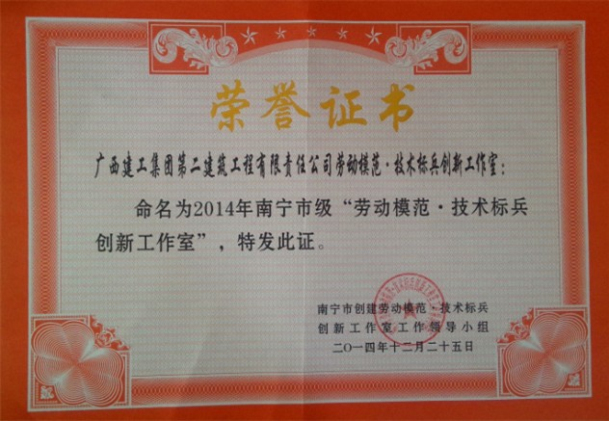 荣誉证书
广西建工集团第二建筑工程有限责任公司劳动模范·技术标兵创新工作室：
命名为2014年南宁市级“劳动模范·技术标兵
创新工作室”，特发此证。
南宁市创建劳动模范·技术标兵
创新工作室工作领导小组
二〇一四年十二月二十五日